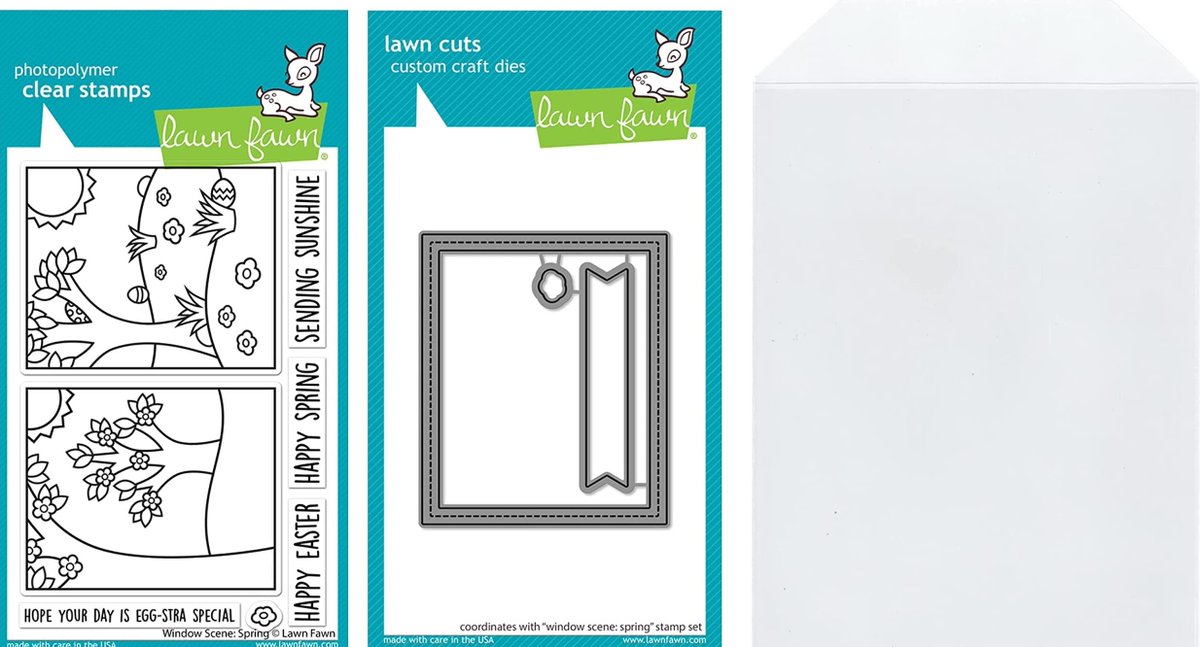 photopolymer
clear stamps
lawn fawn
SENDING SUNSHINE
HAPPY SPRING
HAPPY EASTER
HOPE YOUR DAY IS EGG-STRA SPECIAL
Window Scene: Spring © Lawn Fawn
made with care in the USA
www.lawnfawn.com
lawn cuts
custom craft dies
lawn fawn
coordinates with "window scene: spring" stamp set
made with care in the USA
www.lawnfawn.com